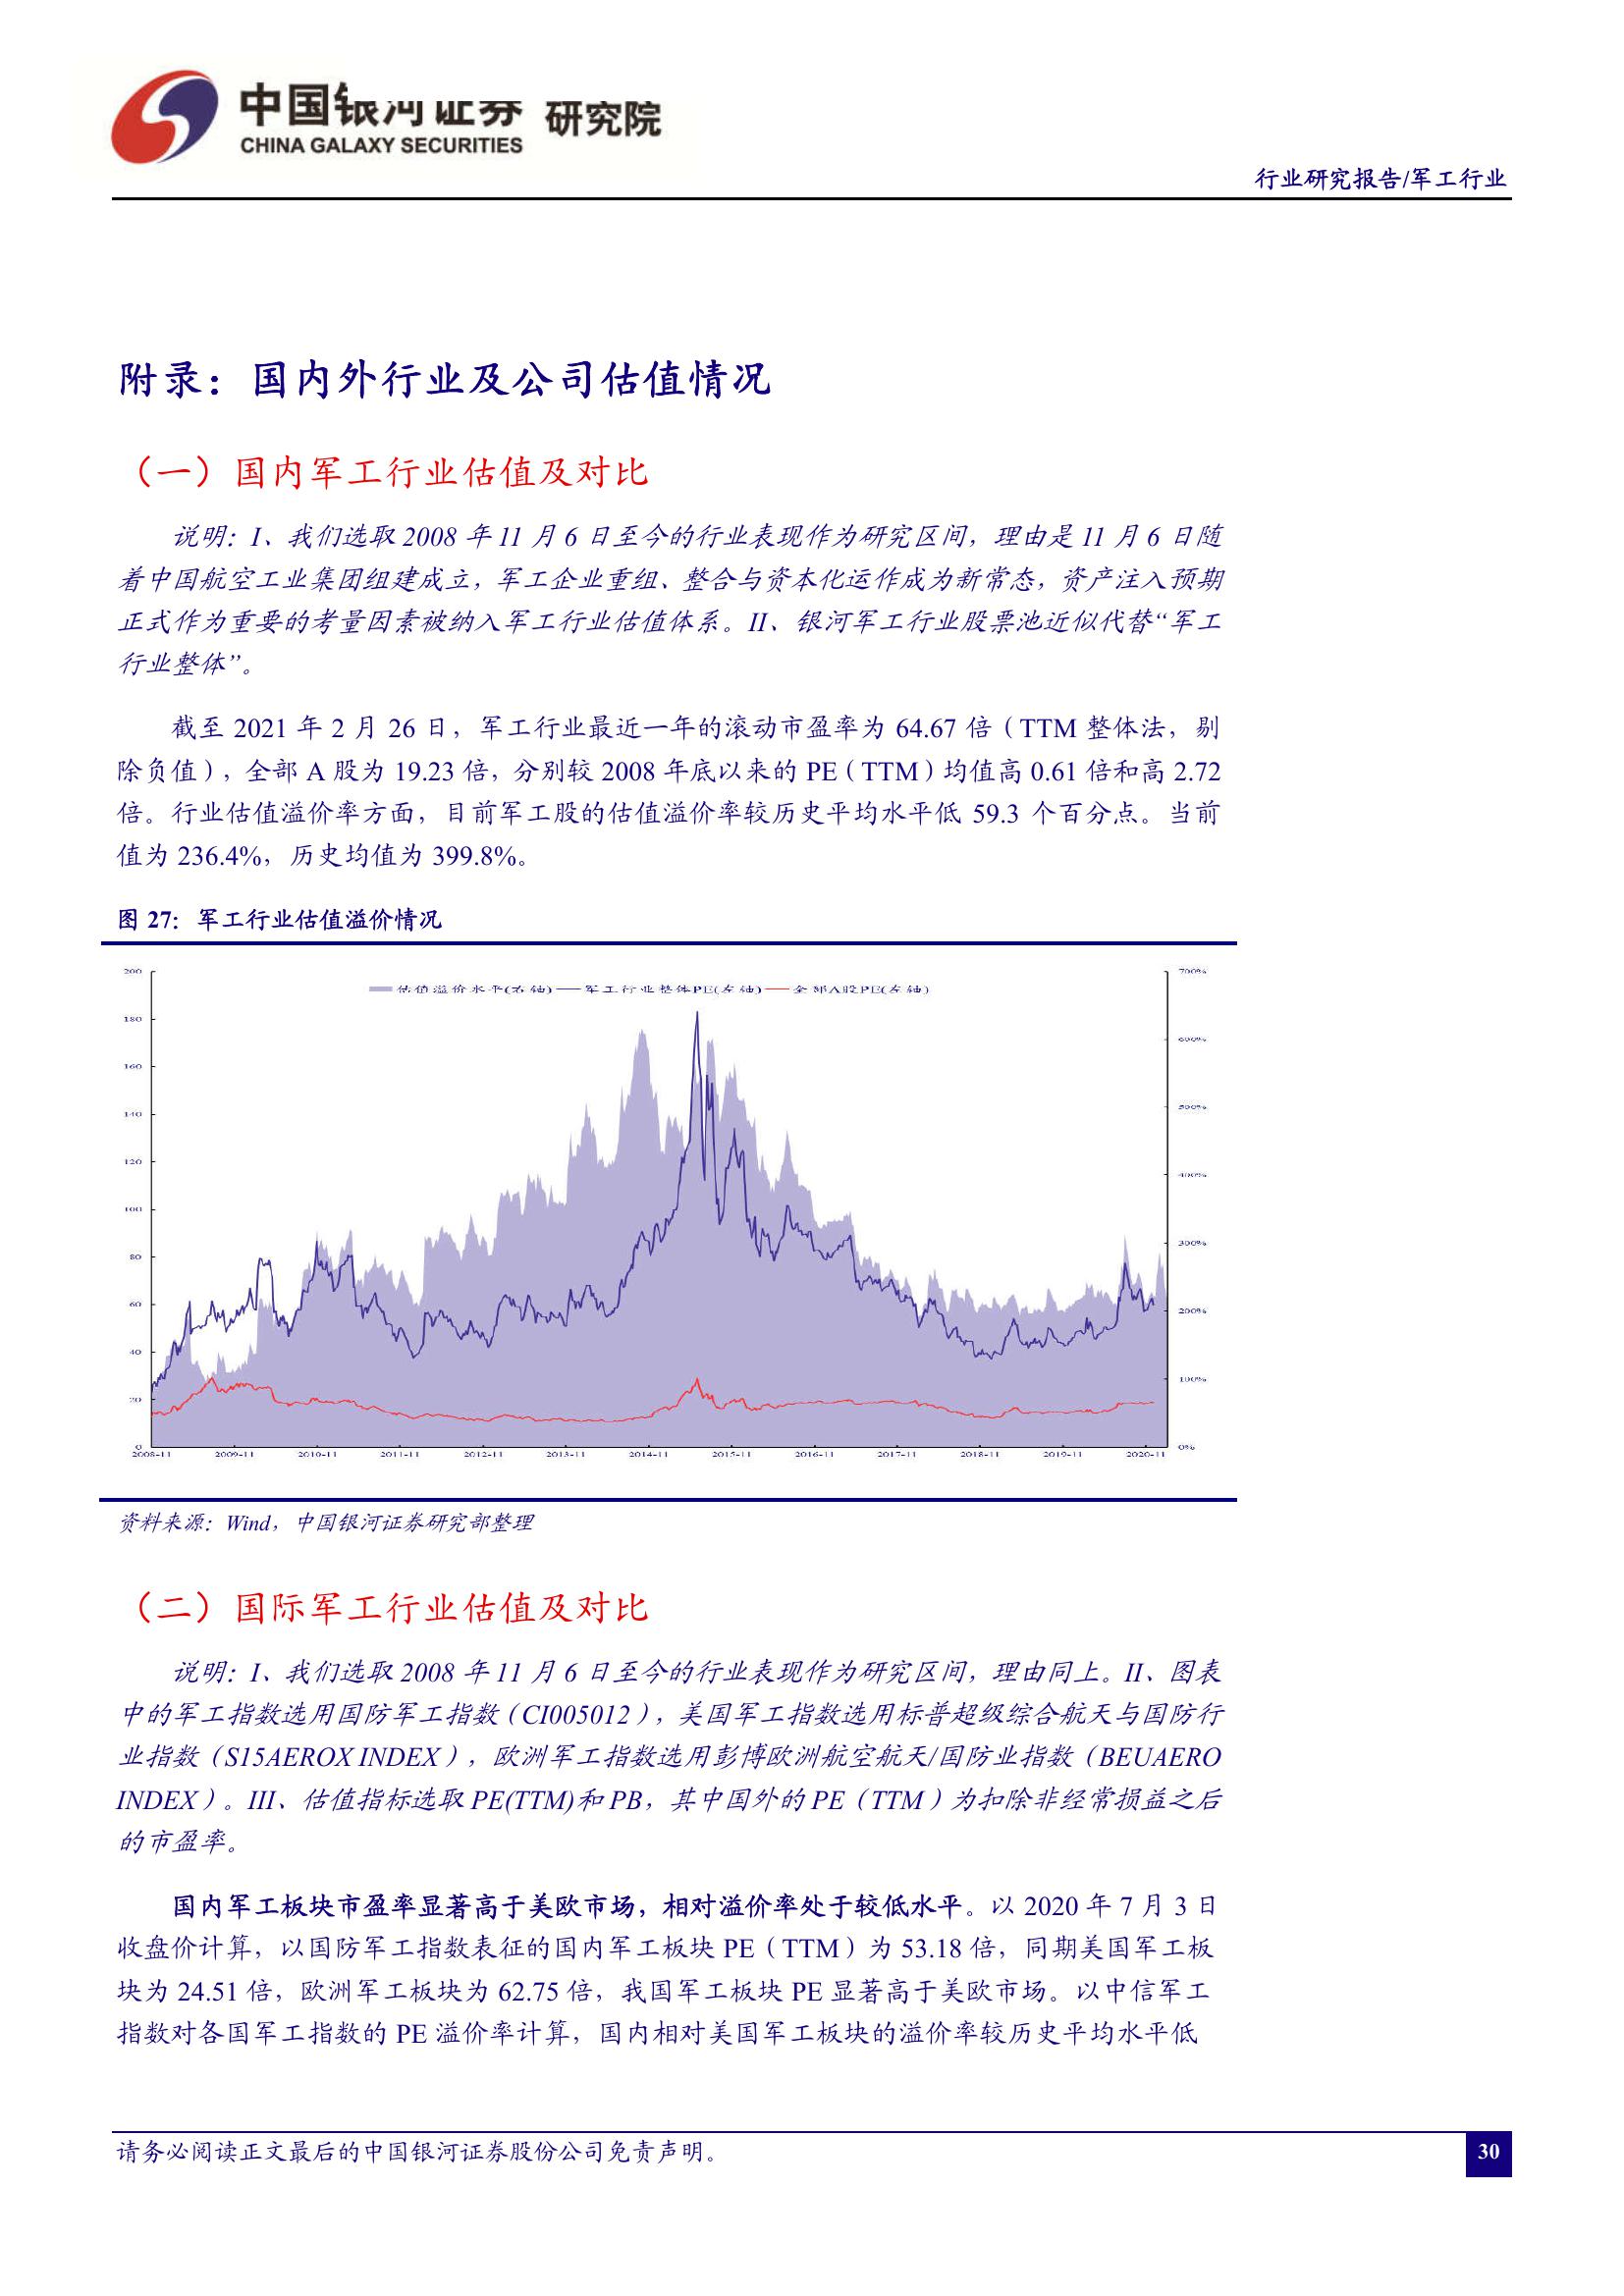 中国银河证券 研究院
CHINA GALAXY SECURITIES
行业研究报告/军工行业
附录：国内外行业及公司估值情况
（一）国内军工行业估值及对比
说明：I、我们选取 2008 年 11 月 6 日至今的行业表现作为研究区间，理由是 11 月 6 日随
着中国航空工业集团组建成立，军工企业重组、整合与资本化运作成为新常态，资产注入预期
正式作为重要的考量因素被纳入军工行业估值体系。II、银河军工行业股票池近似代替“军工
行业整体”。
截至 2021 年 2 月 26 日，军工行业最近一年的滚动市盈率为 64.67 倍（TTM 整体法，剔
除负值），全部 A 股为 19.23 倍，分别较 2008 年底以来的 PE（TTM）均值高 0.61 倍和高 2.72
倍。行业估值溢价率方面，目前军工股的估值溢价率较历史平均水平低 59.3 个百分点。当前
值为 236.4%，历史均值为 399.8%。
图 27：军工行业估值溢价情况
估值溢价水平(右轴) 军工行业整体PE(左轴) 全部A股PE(左轴)
200 700%
180
600%
160
140 500%
120
400%
100
80 300%
60 200%
40
100%
20
0 0%
2008-11 2009-11 2010-11 2011-11 2012-11 2013-11 2014-11 2015-11 2016-11 2017-11 2018-11 2019-11 2020-11
资料来源：Wind，中国银河证券研究部整理
（二）国际军工行业估值及对比
说明：I、我们选取 2008 年 11 月 6 日至今的行业表现作为研究区间，理由同上。II、图表
中的军工指数选用国防军工指数（CI005012），美国军工指数选用标普超级综合航天与国防行
业指数（S15AEROX INDEX），欧洲军工指数选用彭博欧洲航空航天/国防业指数（BEUAERO
INDEX）。III、估值指标选取 PE(TTM)和 PB，其中国外的 PE（TTM）为扣除非经常损益之后
的市盈率。
国内军工板块市盈率显著高于美欧市场，相对溢价率处于较低水平。以 2020 年 7 月 3 日
收盘价计算，以国防军工指数表征的国内军工板块 PE（TTM）为 53.18 倍，同期美国军工板
块为 24.51 倍，欧洲军工板块为 62.75 倍，我国军工板块 PE 显著高于美欧市场。以中信军工
指数对各国军工指数的 PE 溢价率计算，国内相对美国军工板块的溢价率较历史平均水平低
请务必阅读正文最后的中国银河证券股份公司免责声明。
30